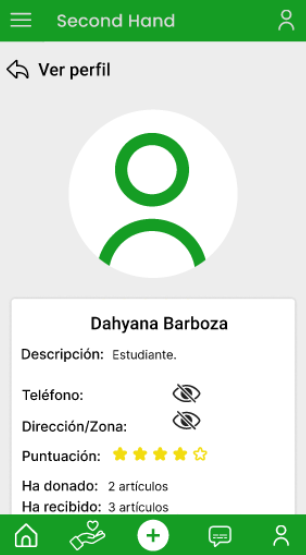 Second Hand
Ver perfil
Dahyana Barboza
Descripción: Estudiante.
Teléfono:
Dirección/Zona:
Puntuación:
Ha donado: 2 artículos
Ha recibido: 3 artículos